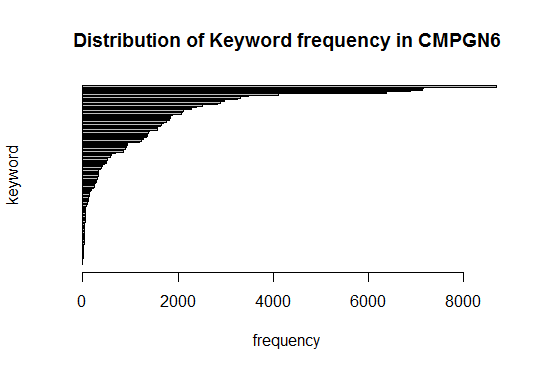 Distribution of Keyword frequency in CMPGN6
keyword
0 2000 4000 6000 8000
frequency